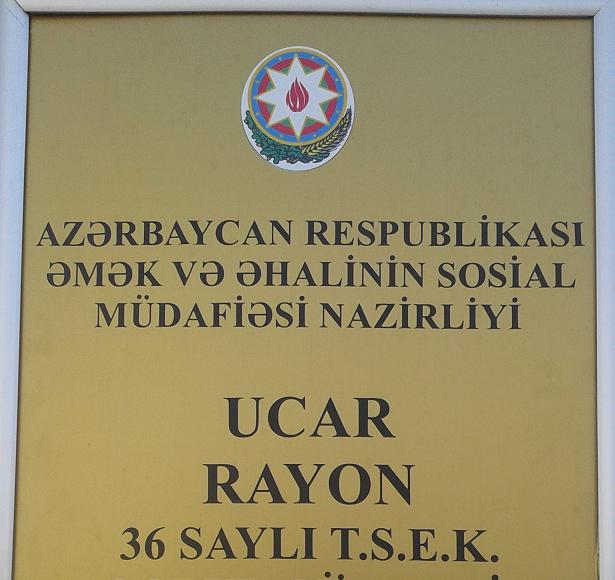 AZƏRBAYCAN RESPUBLİKASI
ƏMƏK VƏ ƏHALİNİN SOSİAL
MÜDAFİƏSİ NAZİRLİYİ
UCAR
RAYON
36 SAYLI T.S.E.K.